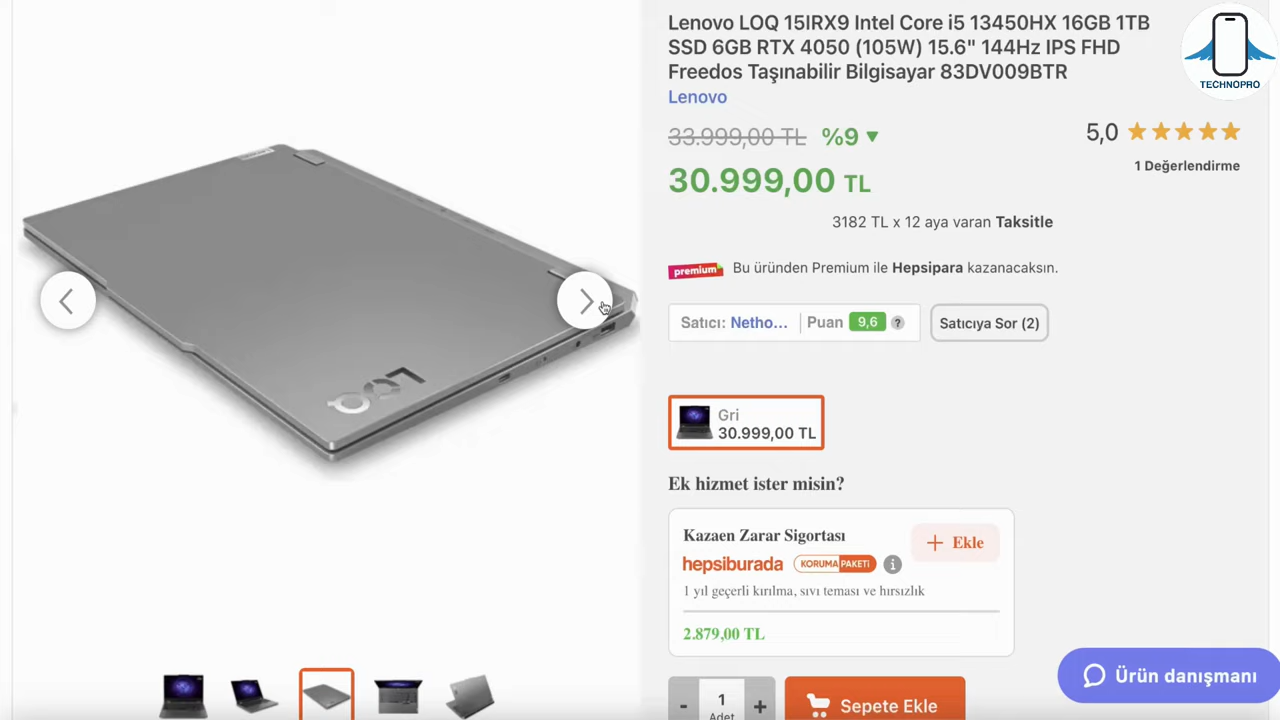 Lenovo LOQ 15IRX9 Intel Core i5 13450HX 16GB 1TB
SSD 6GB RTX 4050 (105W) 15.6" 144Hz IPS FHD
Freedos Taşınabilir Bilgisayar 83DV009BTR
TECHNOPRO
Lenovo
33.999,00 TL %9
5,0
1 Değerlendirme
30.999,00 TL
3182 TL x 12 aya varan Taksitle
premium Bu üründen Premium ile Hepsipara kazanacaksın.
Satıcı: Netho... Puan 9,6 ? Satıcıya Sor (2)
LOQ
Gri
30.999,00 TL
Ek hizmet ister misin?
Kazaen Zarar Sigortası
+ Ekle
hepsiburada KORUMA PAKETİ i
1 yıl geçerli kırılma, sıvı teması ve hırsızlık
2.879,00 TL
Ürün danışmanı
- 1 +
Adet
Sepete Ekle